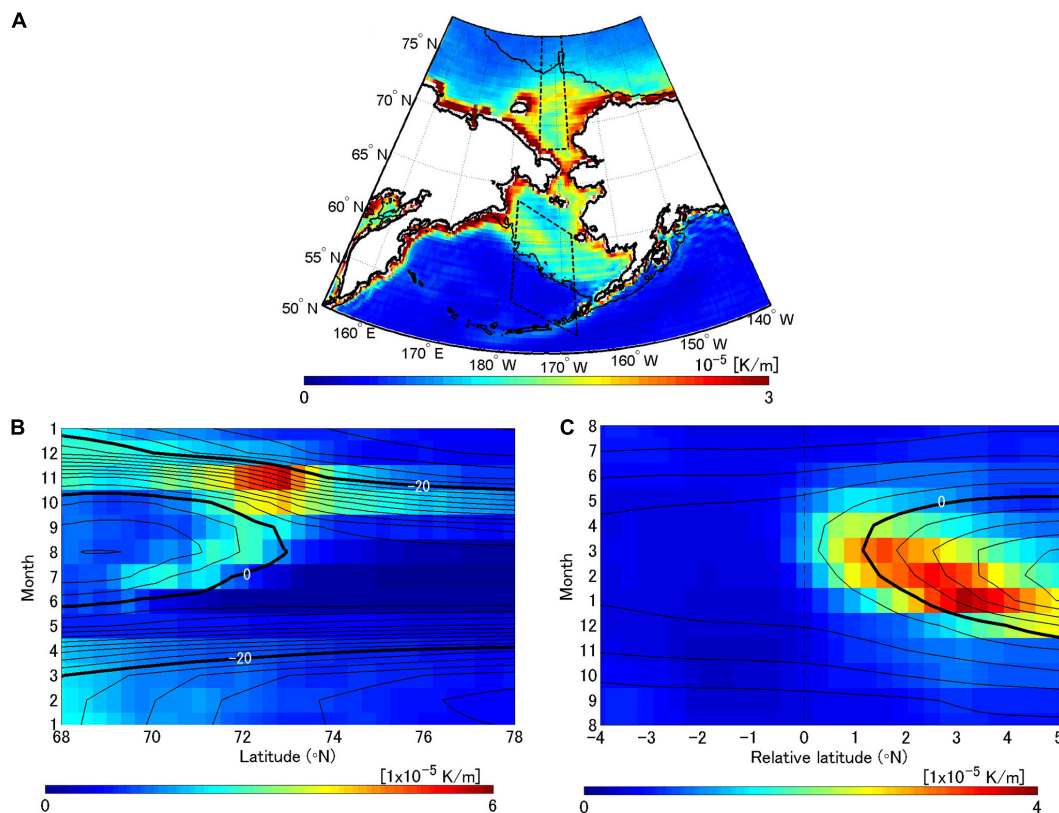 A
75° N
70° N
65° N
60° N
55° N
50° N
160° E
170° E
180° W
170° W
160° W
150° W
140° W
10⁻⁵ [K/m]
0 3
B
Month
1
12
11
10
9
8
7
6
5
4
3
2
1
-20
0
-20
68 70 72 74 76 78
Latitude (°N)
[1x10⁻⁵ K/m]
0 6
C
Month
8
7
6
5
4
3
2
1
12
11
10
9
8
0
-4 -3 -2 -1 0 1 2 3 4 5
Relative latitude (°N)
[1x10⁻⁵ K/m]
0 4